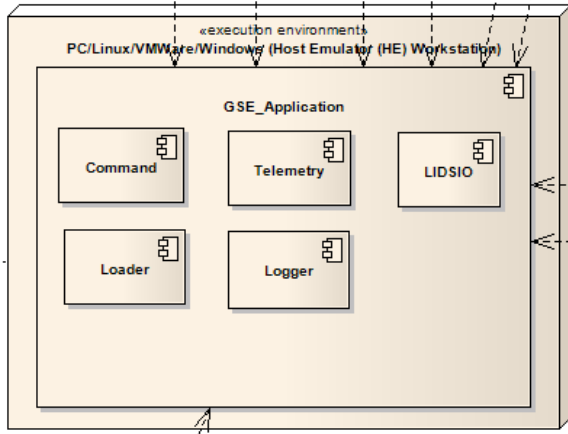 «execution environment»
PC/Linux/VMWare/Windows (Host Emulator (HE) Workstation)
GSE_Application
Command
Telemetry
LIDSIO
Loader
Logger